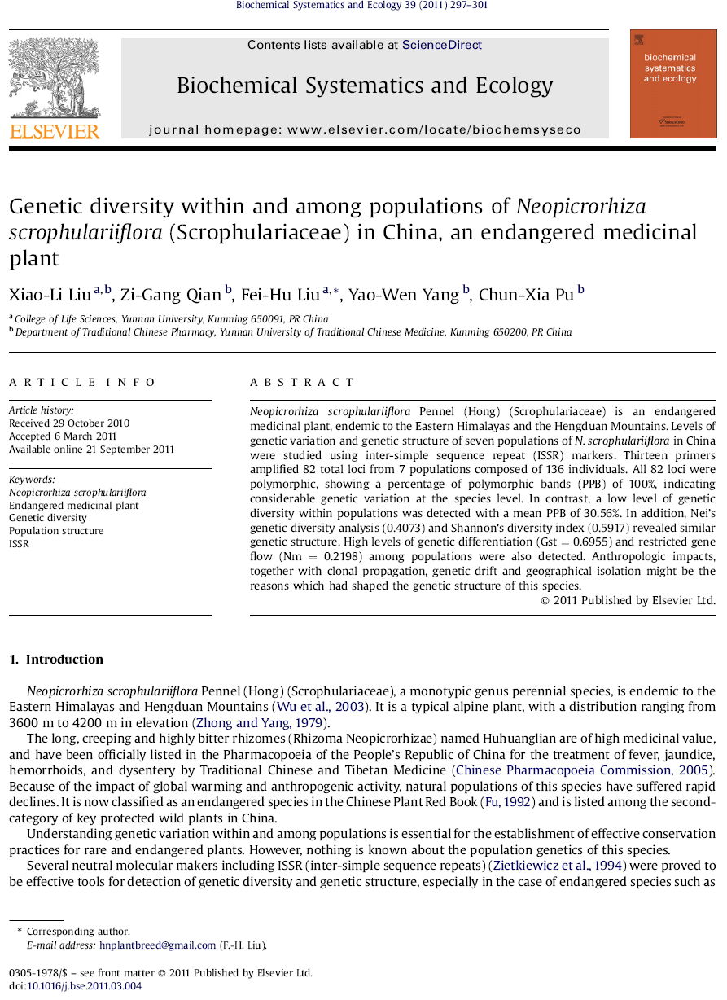 Biochemical Systematics and Ecology 39 (2011) 297–301
Contents lists available at ScienceDirect
Biochemical Systematics and Ecology
journal homepage: www.elsevier.com/locate/biochemsyseco
ELSEVIER
biochemical
systematics
and ecology
Genetic diversity within and among populations of Neopicrorhiza
scrophulariiflora (Scrophulariaceae) in China, an endangered medicinal
plant
Xiao-Li Liu a,b, Zi-Gang Qian b, Fei-Hu Liu a,*, Yao-Wen Yang b, Chun-Xia Pu b
a College of Life Sciences, Yunnan University, Kunming 650091, PR China
b Department of Traditional Chinese Pharmacy, Yunnan University of Traditional Chinese Medicine, Kunming 650200, PR China
ARTICLE INFO
Article history:
Received 29 October 2010
Accepted 6 March 2011
Available online 21 September 2011
Keywords:
Neopicrorhiza scrophulariiflora
Endangered medicinal plant
Genetic diversity
Population structure
ISSR
ABSTRACT
Neopicrorhiza scrophulariiflora Pennel (Hong) (Scrophulariaceae) is an endangered
medicinal plant, endemic to the Eastern Himalayas and the Hengduan Mountains. Levels of
genetic variation and genetic structure of seven populations of N. scrophulariiflora in China
were studied using inter-simple sequence repeat (ISSR) markers. Thirteen primers
amplified 82 total loci from 7 populations composed of 136 individuals. All 82 loci were
polymorphic, showing a percentage of polymorphic bands (PPB) of 100%, indicating
considerable genetic variation at the species level. In contrast, a low level of genetic
diversity within populations was detected with a mean PPB of 30.56%. In addition, Nei's
genetic diversity analysis (0.4073) and Shannon's diversity index (0.5917) revealed similar
genetic structure. High levels of genetic differentiation (Gst = 0.6955) and restricted gene
flow (Nm = 0.2198) among populations were also detected. Anthropologic impacts,
together with clonal propagation, genetic drift and geographical isolation might be the
reasons which had shaped the genetic structure of this species.
© 2011 Published by Elsevier Ltd.
1. Introduction
Neopicrorhiza scrophulariiflora Pennel (Hong) (Scrophulariaceae), a monotypic genus perennial species, is endemic to the
Eastern Himalayas and Hengduan Mountains (Wu et al., 2003). It is a typical alpine plant, with a distribution ranging from
3600 m to 4200 m in elevation (Zhong and Yang, 1979).
The long, creeping and highly bitter rhizomes (Rhizoma Neopicrorhizae) named Huhuanglian are of high medicinal value,
and have been officially listed in the Pharmacopoeia of the People's Republic of China for the treatment of fever, jaundice,
hemorrhoids, and dysentery by Traditional Chinese and Tibetan Medicine (Chinese Pharmacopoeia Commission, 2005).
Because of the impact of global warming and anthropogenic activity, natural populations of this species have suffered rapid
declines. It is now classified as an endangered species in the Chinese Plant Red Book (Fu, 1992) and is listed among the second-
category of key protected wild plants in China.
Understanding genetic variation within and among populations is essential for the establishment of effective conservation
practices for rare and endangered plants. However, nothing is known about the population genetics of this species.
Several neutral molecular makers including ISSR (inter-simple sequence repeats) (Zietkiewicz et al., 1994) were proved to
be effective tools for detection of genetic diversity and genetic structure, especially in the case of endangered species such as
* Corresponding author.
E-mail address: hnplantbreed@gmail.com (F.-H. Liu).
0305-1978/$ – see front matter © 2011 Published by Elsevier Ltd.
doi:10.1016/j.bse.2011.03.004